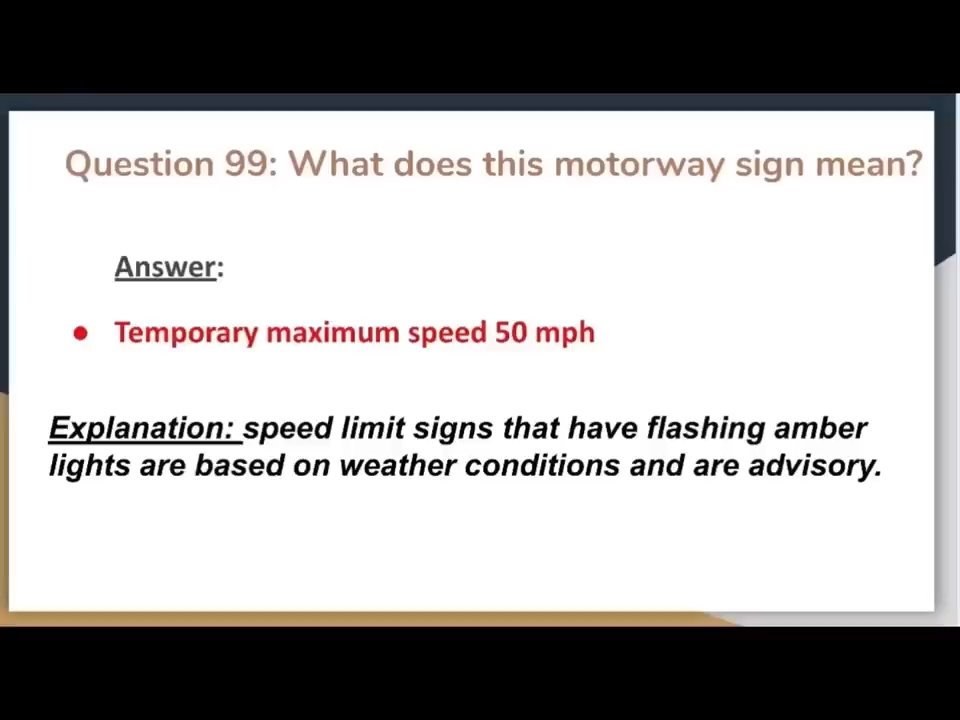 Question 99: What does this motorway sign mean?
Answer:
● Temporary maximum speed 50 mph
Explanation: speed limit signs that have flashing amber
lights are based on weather conditions and are advisory.